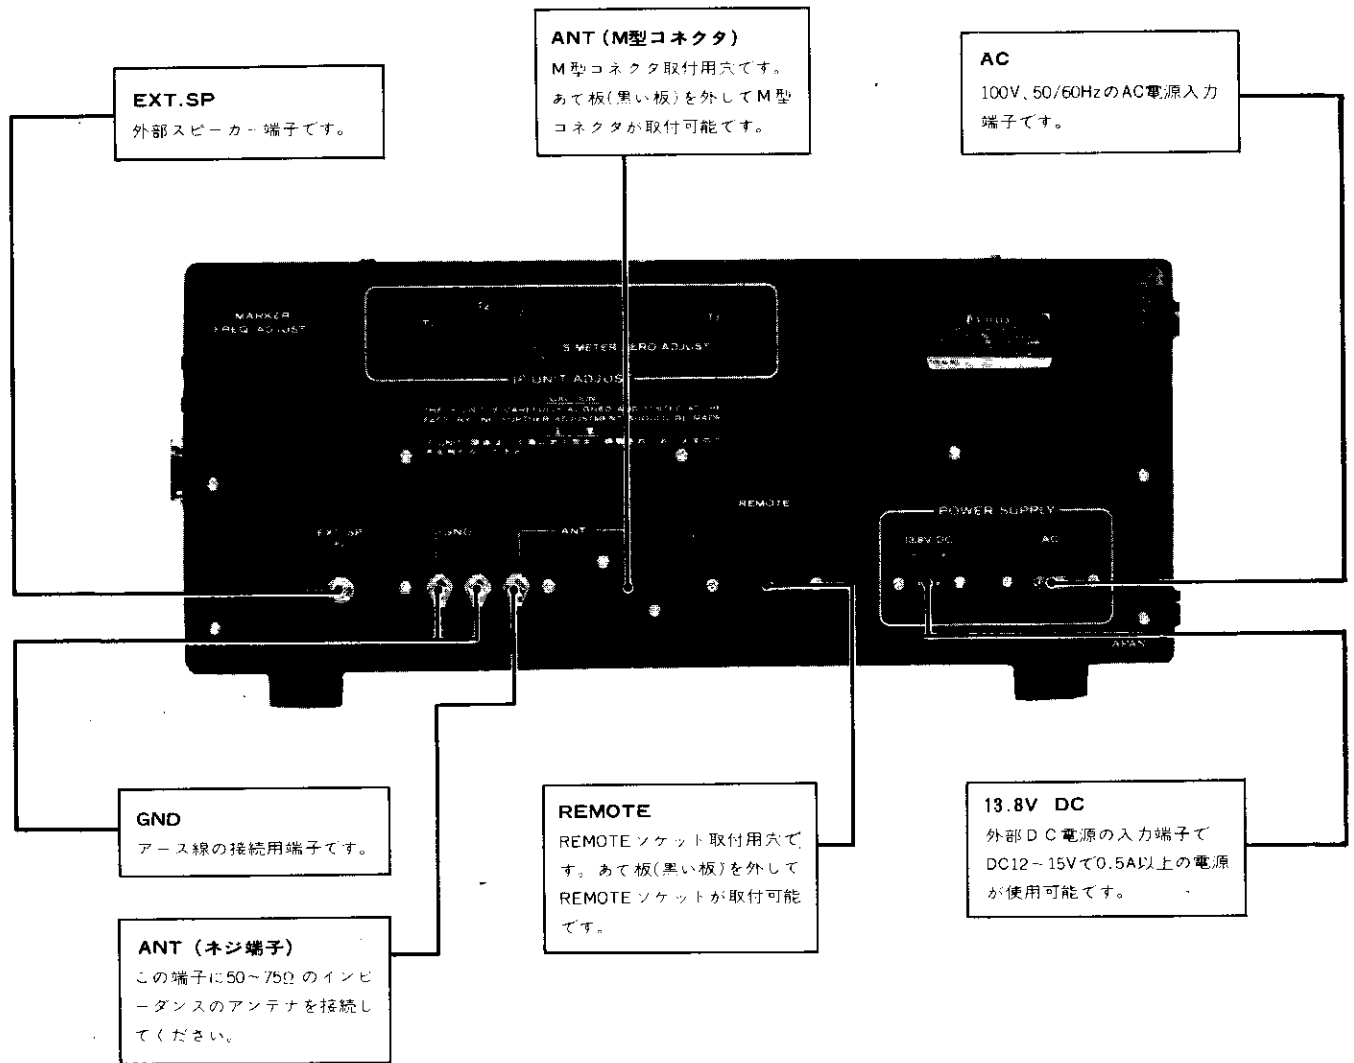 EXT.SP
外部スピーカー端子です。
ANT (M型コネクタ)
M型コネクタ取付用穴です。
あて板(黒い板)を外してM型
コネクタが取付可能です。
AC
100V、50/60HzのAC電源入力
端子です。
MARKER
FREQ ADJUST
T2
T1
T3
S METER ZERO ADJUST
IF UNIT ADJUST
CAUTION
REMOTE
POWER SUPPLY
EXT.SP
GND
ANT
13.8V DC
AC
GND
アース線の接続用端子です。
REMOTE
REMOTEソケット取付用穴で
す。あて板(黒い板)を外して
REMOTEソケットが取付可能
です。
13.8V DC
外部DC電源の入力端子で
DC12~15Vで0.5A以上の電源
が使用可能です。
ANT (ネジ端子)
この端子に50~75Ωのインピ
ーダンスのアンテナを接続し
てください。